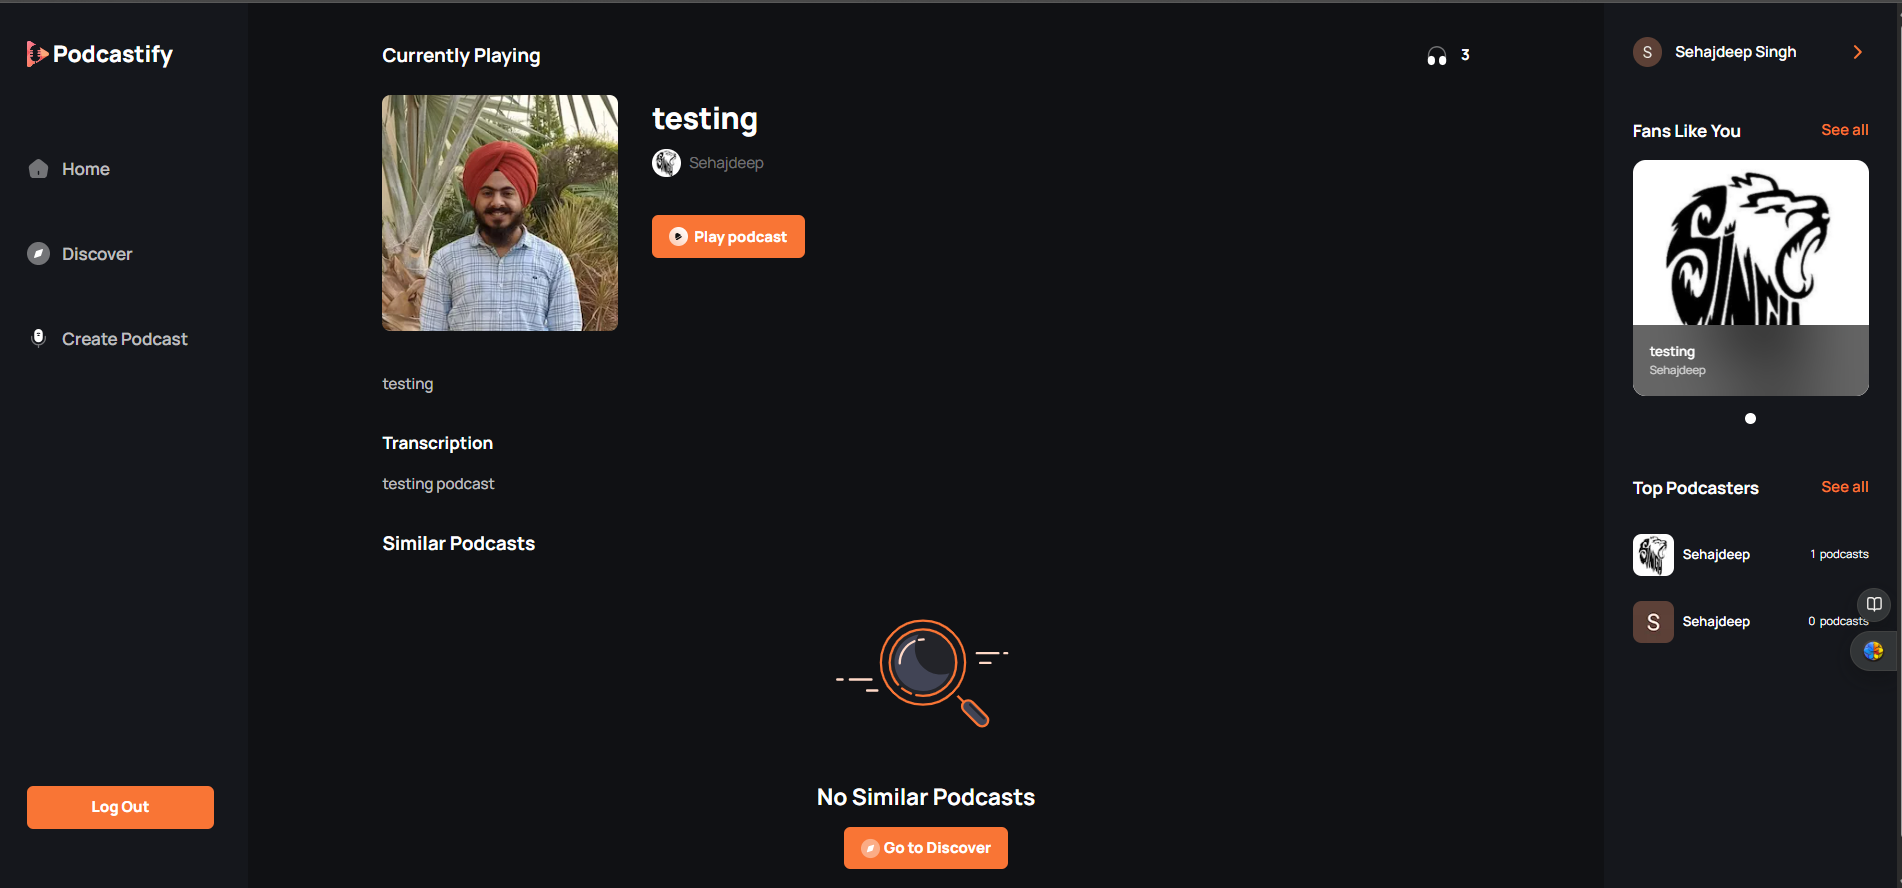 Podcastify
Home
Discover
Create Podcast
Log Out
Currently Playing
3
testing
Sehajdeep
Play podcast
testing
Transcription
testing podcast
Similar Podcasts
No Similar Podcasts
Go to Discover
S
Sehajdeep Singh
Fans Like You
See all
SINNI
testing
Sehajdeep
Top Podcasters
See all
Sehajdeep
1 podcasts
S
Sehajdeep
0 podcasts